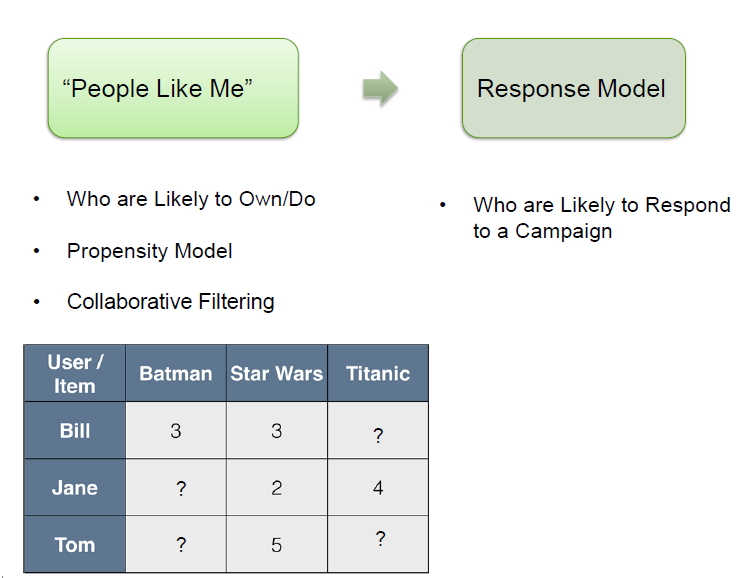 “People Like Me”
Response Model
• Who are Likely to Own/Do
• Propensity Model
• Collaborative Filtering
• Who are Likely to Respond
to a Campaign
User /
Item
Batman Star Wars Titanic
Bill 3 3 ?
Jane ? 2 4
Tom ? 5 ?